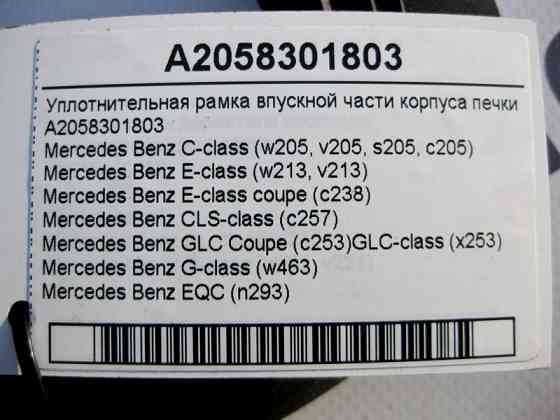 A2058301803
Уплотнительная рамка впускной части корпуса печки
A2058301803
Mercedes Benz C-class (w205, v205, s205, c205)
Mercedes Benz E-class (w213, v213)
Mercedes Benz E-class coupe (c238)
Mercedes Benz CLS-class (c257)
Mercedes Benz GLC Coupe (c253)GLC-class (x253)
Mercedes Benz G-class (w463)
Mercedes Benz EQC (n293)